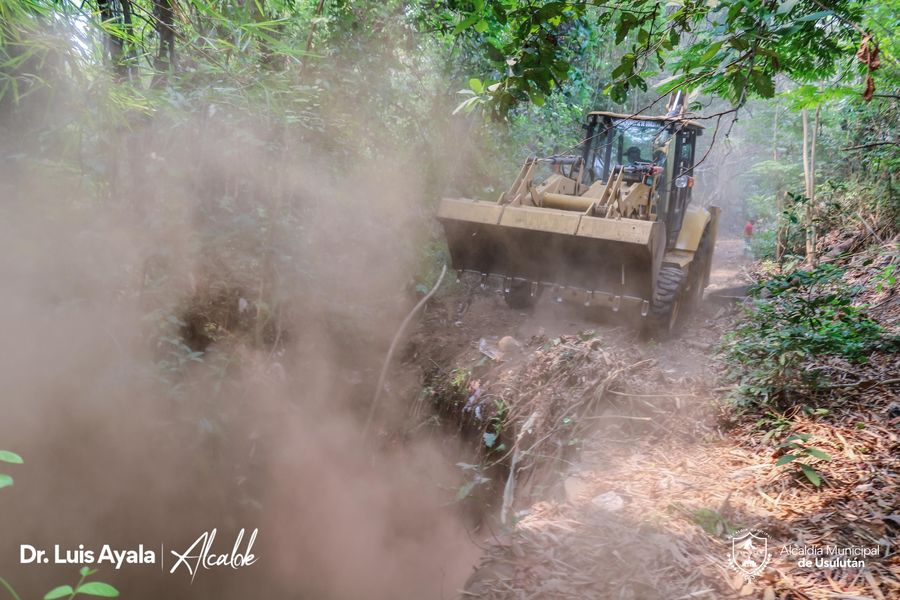 Dr. Luis Ayala | Alcalde
Alcaldía Municipal
de Usulután